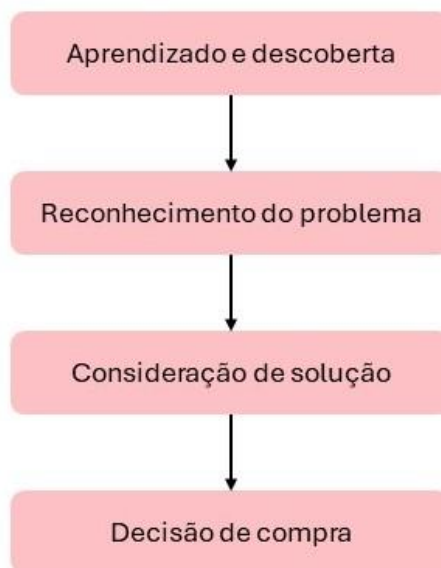 Aprendizado e descoberta
Reconhecimento do problema
Consideração de solução
Decisão de compra